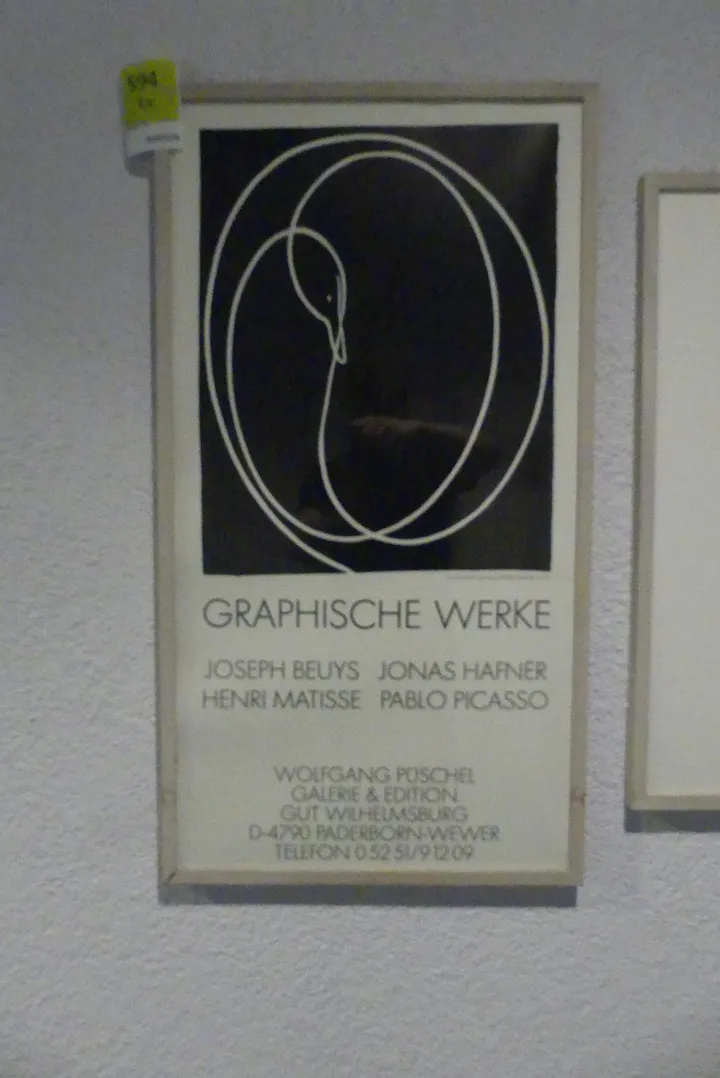 594
GRAPHISCHE WERKE
JOSEPH BEUYS JONAS HAFNER
HENRI MATISSE PABLO PICASSO
WOLFGANG PÜSCHEL
GALERIE & EDITION
GUT WILHELMSBURG
D-4790 PADERBORN-WEWER
TELEFON 0 52 51/9 12 09